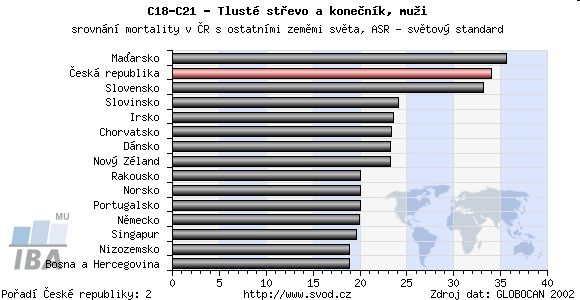 C18-C21 - Tlusté střevo a konečník, muži
srovnání mortality v ČR s ostatními zeměmi světa, ASR - světový standard
Maďarsko
Česká republika
Slovensko
Slovinsko
Irsko
Chorvatsko
Dánsko
Nový Zéland
Rakousko
Norsko
Portugalsko
Německo
Singapur
Nizozemsko
Bosna a Hercegovina
0 5 10 15 20 25 30 35 40
MU
IBA
Pořadí České republiky: 2 http://www.svod.cz Zdroj dat: GLOBOCAN 2002